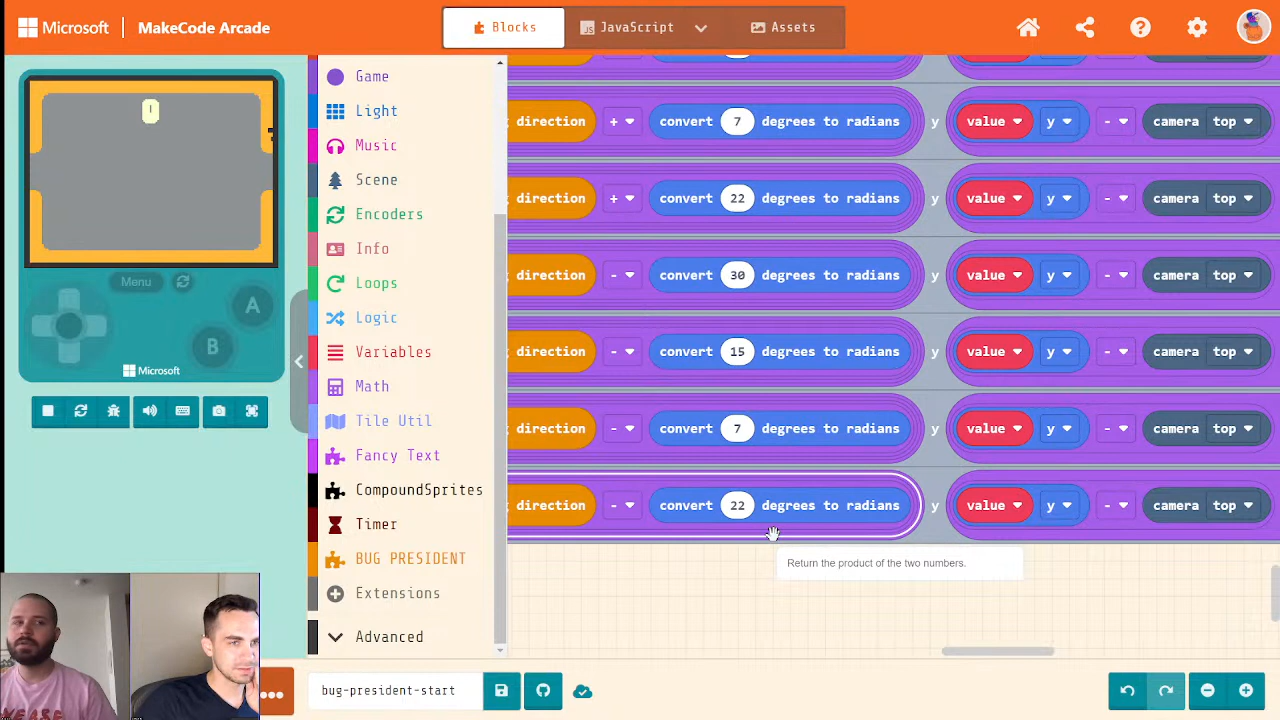 Microsoft
MakeCode Arcade
Blocks
JavaScript
Assets
Menu
A
B
Microsoft
Game
Light
Music
Scene
Encoders
Info
Loops
Logic
Variables
Math
Tile Util
Fancy Text
CompoundSprites
Timer
BUG PRESIDENT
Extensions
Advanced
direction + convert 7 degrees to radians y value y - camera top
direction + convert 22 degrees to radians y value y - camera top
direction - convert 30 degrees to radians y value y - camera top
direction - convert 15 degrees to radians y value y - camera top
direction - convert 7 degrees to radians y value y - camera top
direction - convert 22 degrees to radians y value y - camera top
Return the product of the two numbers.
bug-president-start